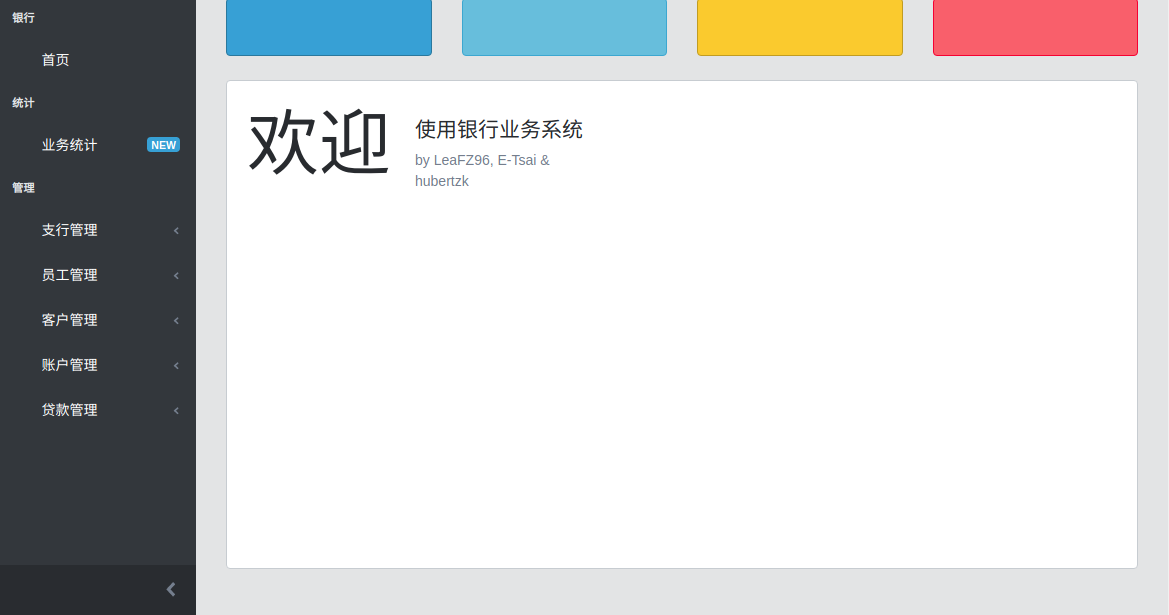 银行
首页
统计
业务统计 NEW
管理
支行管理
员工管理
客户管理
账户管理
贷款管理
欢迎
使用银行业务系统
by LeaFZ96, E-Tsai &
hubertzk